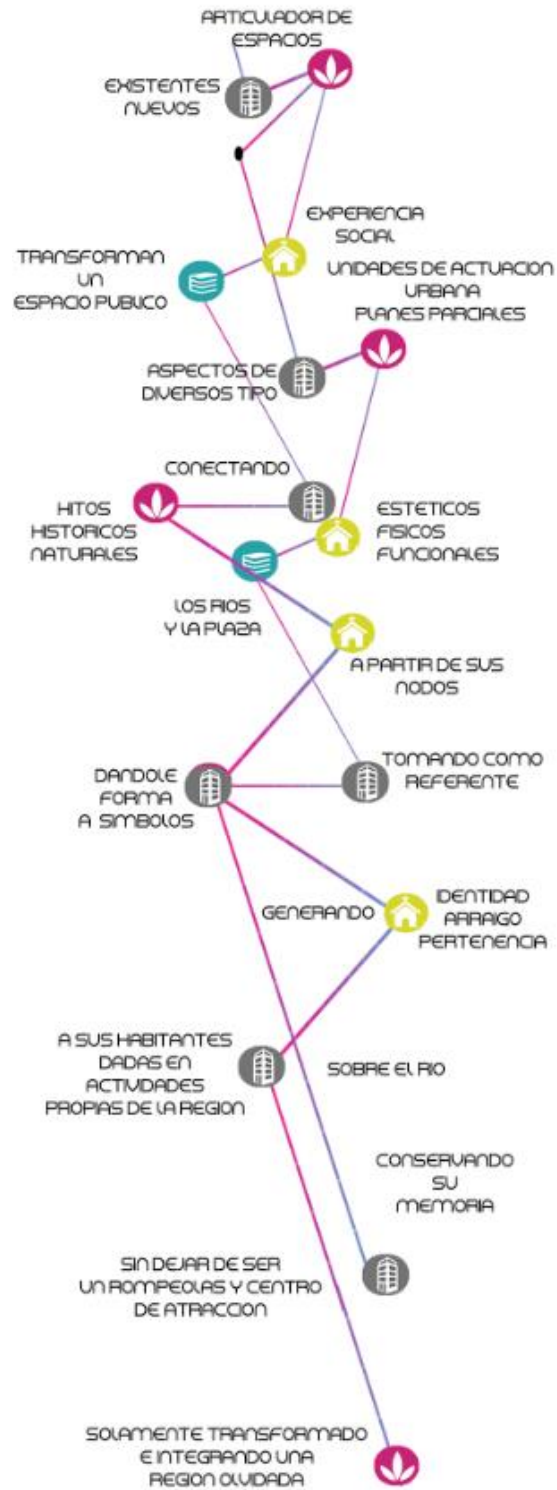 ARTICULADOR DE
ESPACIOS
EXISTENTES
NUEVOS
EXPERIENCIA
SOCIAL
TRANSFORMAN
UN
ESPACIO PUBLICO
UNIDADES DE ACTUACION
URBANA
PLANES PARCIALES
ASPECTOS DE
DIVERSOS TIPO
CONECTANDO
HITOS
HISTORICOS
NATURALES
ESTETICOS
FISICOS
FUNCIONALES
LOS RIOS
Y LA PLAZA
A PARTIR DE SUS
NODOS
DANDOLE
FORMA
A SIMBOLOS
TOMANDO COMO
REFERENTE
GENERANDO
IDENTIDAD
ARRAIGO
PERTENENCIA
A SUS HABITANTES
DADAS EN
ACTIVIDADES
PROPIAS DE LA REGION
SOBRE EL RIO
CONSERVANDO
SU
MEMORIA
SIN DEJAR DE SER
UN ROMPEOLAS Y CENTRO
DE ATRACCION
SOLAMENTE TRANSFORMADO
E INTEGRANDO UNA
REGION OLVIDADA